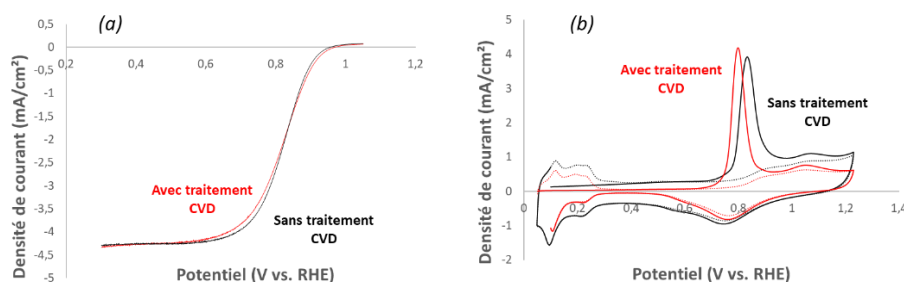 (a)
0,5
0
0,2
0,4
0,6
0,8
1
1,2
-0,5
-1
-1,5
-2
-2,5
-3
-3,5
-4
-4,5
-5
Densité de courant (mA/cm²)
Avec traitement
CVD
Sans traitement
CVD
Potentiel (V vs. RHE)
(b)
5
4
3
2
1
0
-1
-2
0
0,2
0,4
0,6
0,8
1
1,2
1,4
Densité de courant (mA/cm²)
Avec traitement
CVD
Sans traitement
CVD
Potentiel (V vs. RHE)